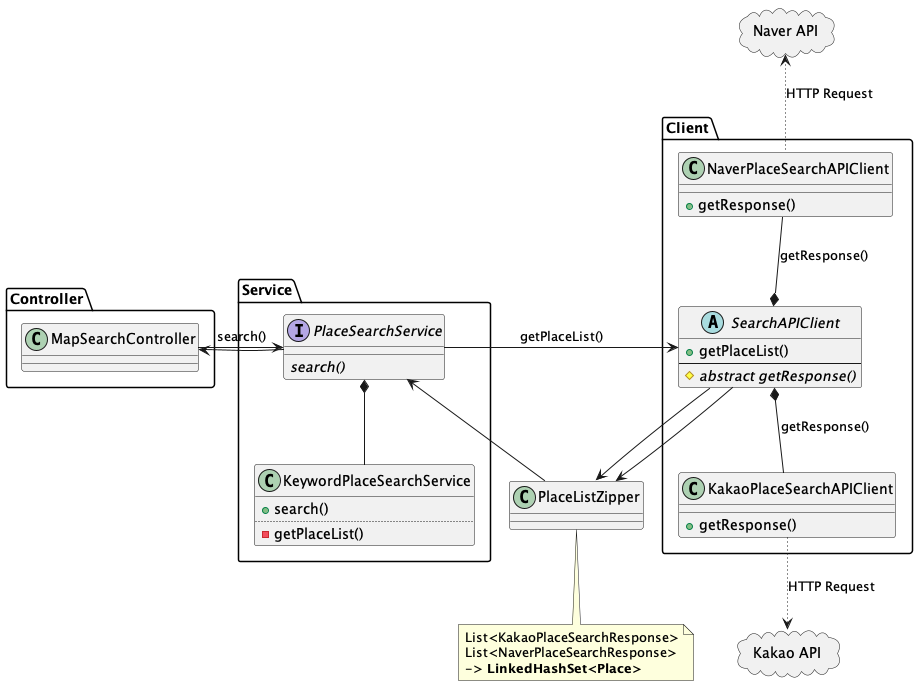 Naver API
HTTP Request
Client
C NaverPlaceSearchAPIClient
getResponse()
getResponse()
Controller
C MapSearchController
search()
Service
I PlaceSearchService
search()
getPlaceList()
A SearchAPIClient
getPlaceList()
abstract getResponse()
getResponse()
C KeywordPlaceSearchService
search()
getPlaceList()
C PlaceListZipper
C KakaoPlaceSearchAPIClient
getResponse()
HTTP Request
List<KakaoPlaceSearchResponse>
List<NaverPlaceSearchResponse>
-> LinkedHashSet<Place>
Kakao API